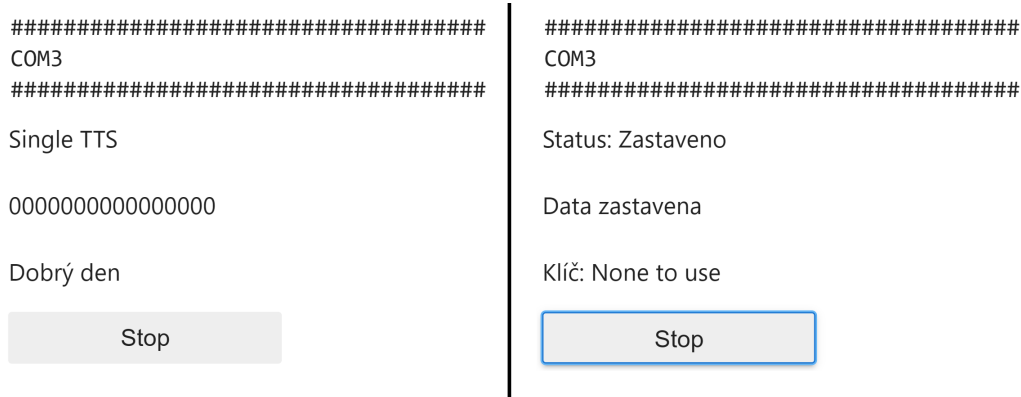 ####################################
COM3
####################################
Single TTS
0000000000000000
Dobrý den
Stop
####################################
COM3
####################################
Status: Zastaveno
Data zastavena
Klíč: None to use
Stop